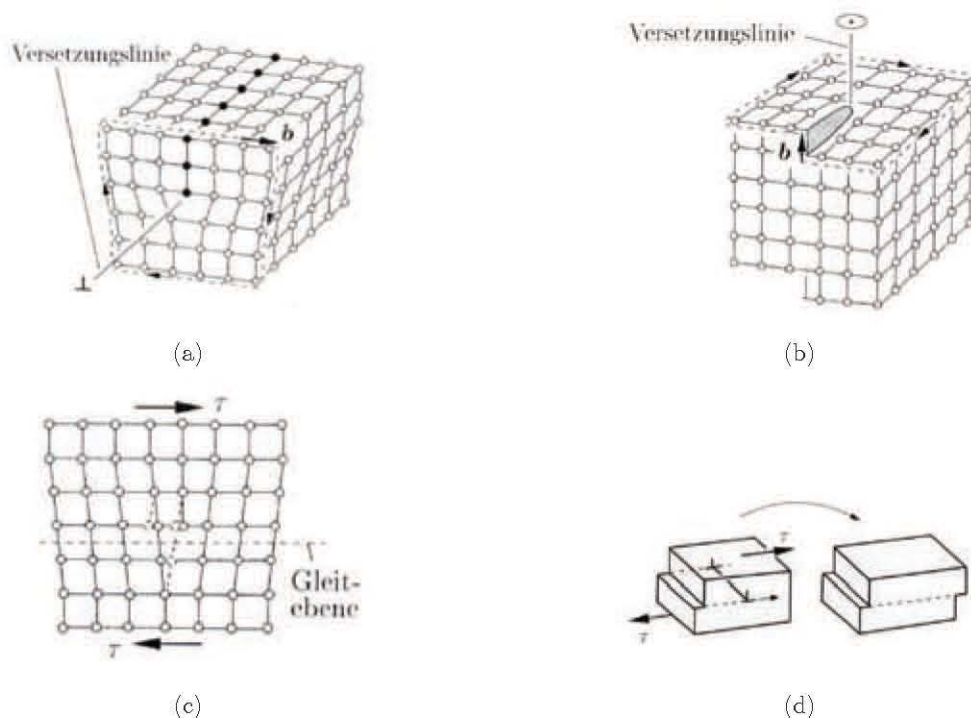 Versetzungslinie
b
⊥
(a)
Versetzungslinie
b
(b)
τ
Gleit-
ebene
τ
(c)
τ
τ
(d)